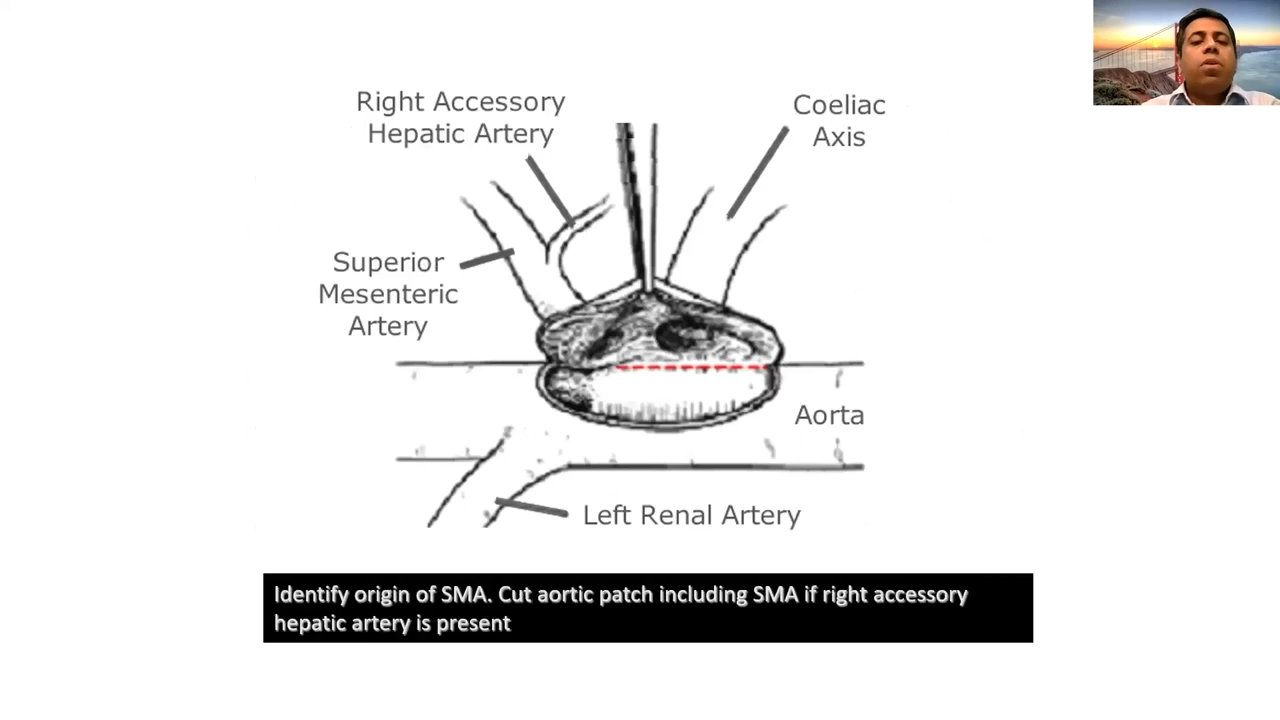 Right Accessory
Hepatic Artery
Coeliac
Axis
Superior
Mesenteric
Artery
Aorta
Left Renal Artery
Identify origin of SMA. Cut aortic patch including SMA if right accessory
hepatic artery is present